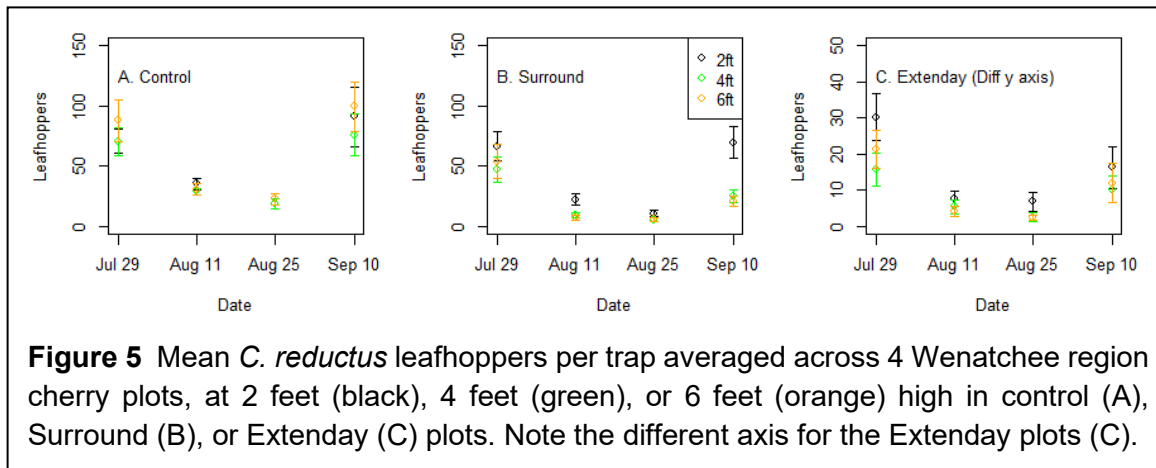 A. Control
Leafhoppers
0
50
100
150
Jul 29 Aug 11 Aug 25 Sep 10
Date
B. Surround
2ft
4ft
6ft
Leafhoppers
0
50
100
150
Jul 29 Aug 11 Aug 25 Sep 10
Date
C. Extenday (Diff y axis)
Leafhoppers
0
10
20
30
40
50
Jul 29 Aug 11 Aug 25 Sep 10
Date
Figure 5 Mean C. reductus leafhoppers per trap averaged across 4 Wenatchee region
cherry plots, at 2 feet (black), 4 feet (green), or 6 feet (orange) high in control (A),
Surround (B), or Extenday (C) plots. Note the different axis for the Extenday plots (C).